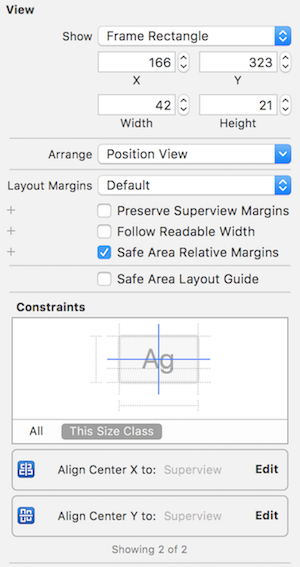 View
Show Frame Rectangle
166 323
X Y
42 21
Width Height
Arrange Position View
Layout Margins Default
+ Preserve Superview Margins
+ Follow Readable Width
+ Safe Area Relative Margins
Safe Area Layout Guide
Constraints
Ag
All This Size Class
Align Center X to: Superview Edit
Align Center Y to: Superview Edit
Showing 2 of 2